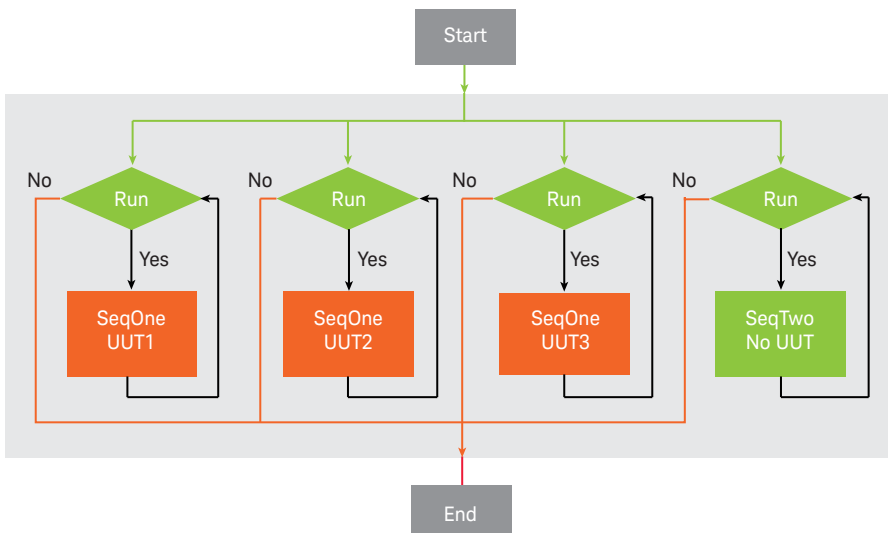 Start
No
Run
Yes
SeqOne
UUT1
No
Run
Yes
SeqOne
UUT2
No
Run
Yes
SeqOne
UUT3
No
Run
Yes
SeqTwo
No UUT
End